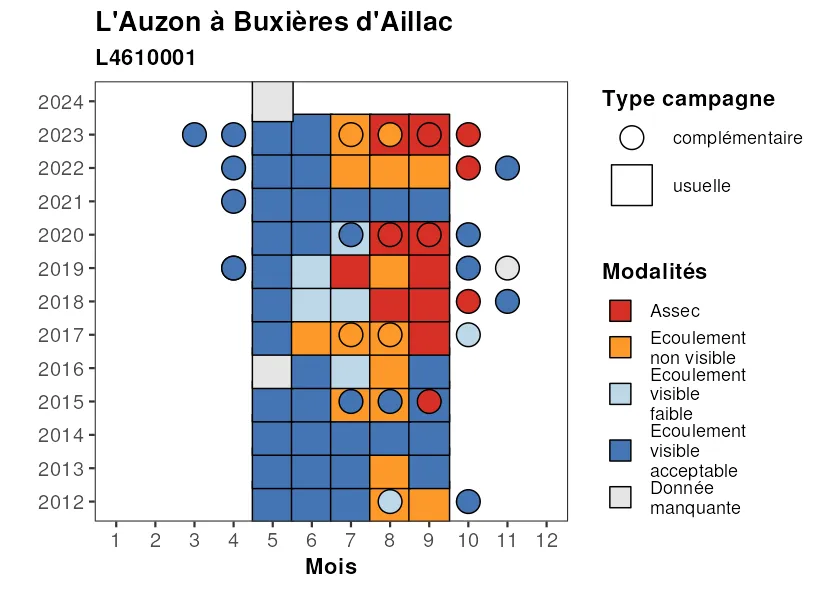 L'Auzon à Buxières d'Aillac
L4610001
2024
2023
2022
2021
2020
2019
2018
2017
2016
2015
2014
2013
2012
1 2 3 4 5 6 7 8 9 10 11 12
Mois
Type campagne
complémentaire
usuelle
Modalités
Assec
Ecoulement
non visible
Ecoulement
visible
faible
Ecoulement
visible
acceptable
Donnée
manquante